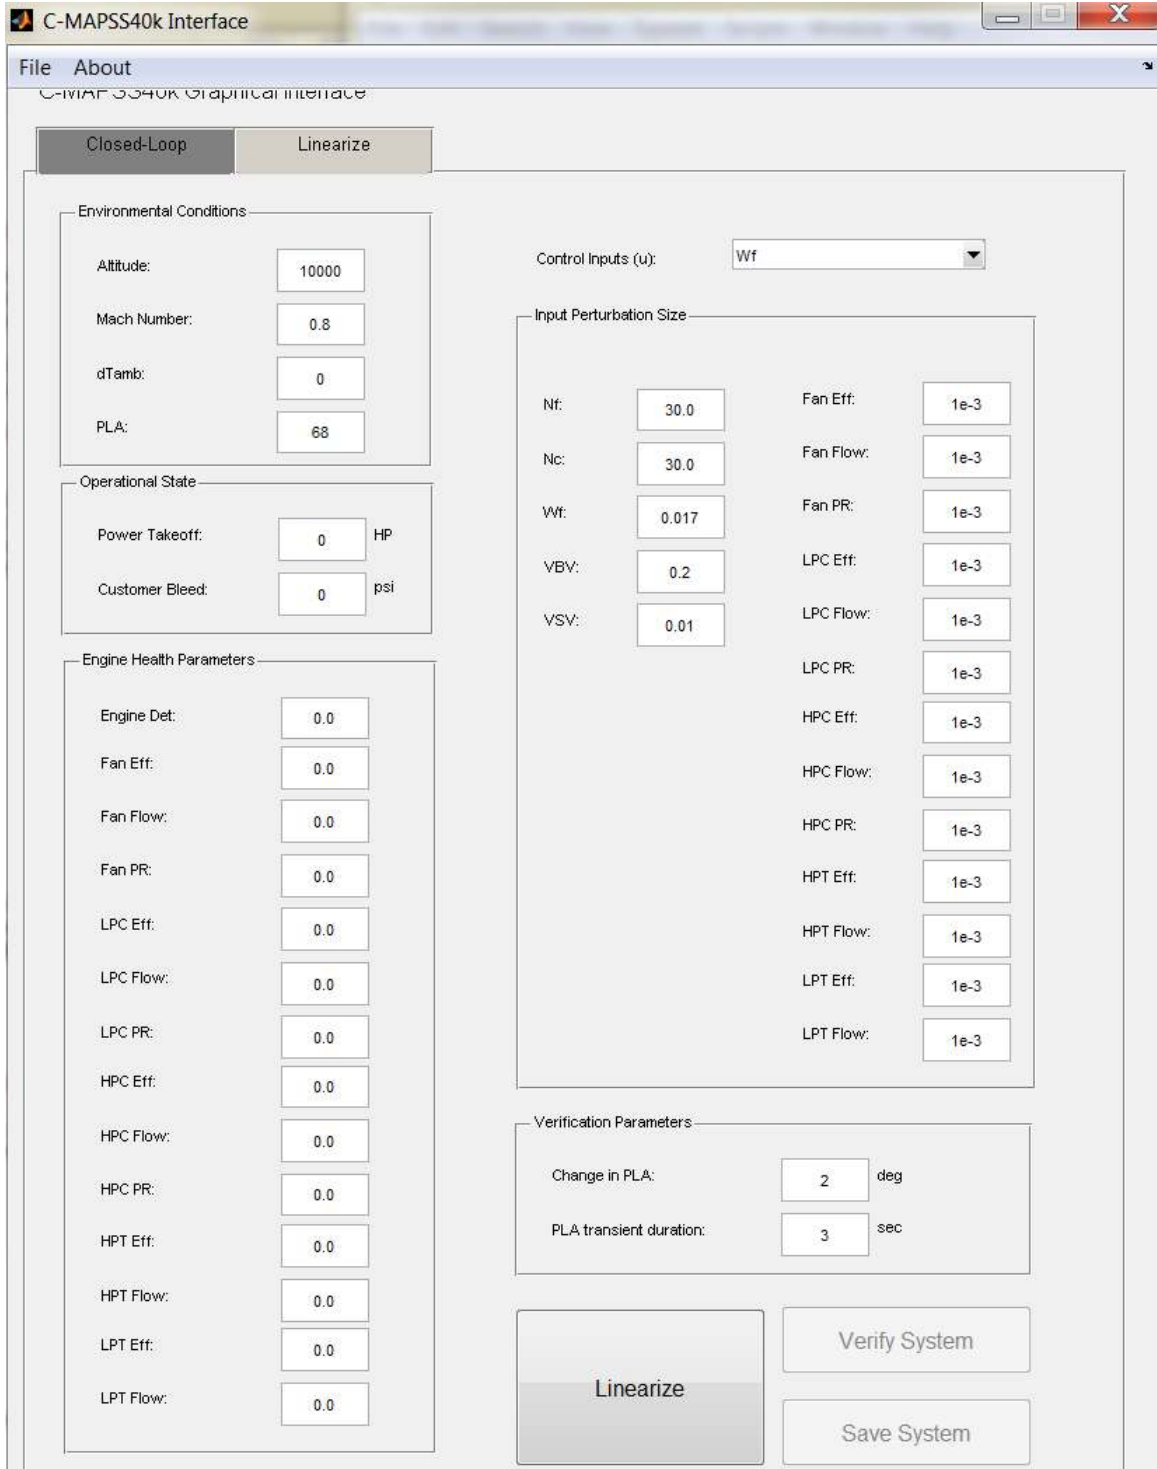 C-MAPSS40k Interface
File About
C-MAPSS40k Graphical Interface
Closed-Loop Linearize
Environmental Conditions
Altitude: 10000
Mach Number: 0.8
dTamb: 0
PLA: 68
Operational State
Power Takeoff: 0 HP
Customer Bleed: 0 psi
Engine Health Parameters
Engine Det: 0.0
Fan Eff: 0.0
Fan Flow: 0.0
Fan PR: 0.0
LPC Eff: 0.0
LPC Flow: 0.0
LPC PR: 0.0
HPC Eff: 0.0
HPC Flow: 0.0
HPC PR: 0.0
HPT Eff: 0.0
HPT Flow: 0.0
LPT Eff: 0.0
LPT Flow: 0.0
Control Inputs (u): Wf
Input Perturbation Size
Nf: 30.0
Nc: 30.0
Wf: 0.017
VBV: 0.2
VSV: 0.01
Fan Eff: 1e-3
Fan Flow: 1e-3
Fan PR: 1e-3
LPC Eff: 1e-3
LPC Flow: 1e-3
LPC PR: 1e-3
HPC Eff: 1e-3
HPC Flow: 1e-3
HPC PR: 1e-3
HPT Eff: 1e-3
HPT Flow: 1e-3
LPT Eff: 1e-3
LPT Flow: 1e-3
Verification Parameters
Change in PLA: 2 deg
PLA transient duration: 3 sec
Linearize
Verify System
Save System